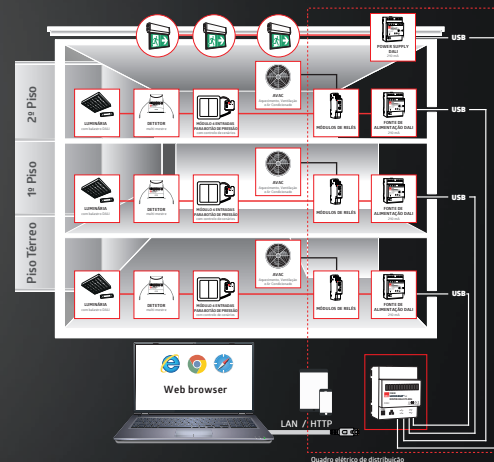 POWER SUPPLY
DALI
USB
2º Piso
AVAC
LUMINÁRIA
DETUTOR
MÓDULO 4 ENTRADAS
PARA BOTÃO DE PRESSÃO
MÓDULOS DE RELÉS
FONTE DE
ALIMENTAÇÃO DALI
USB
1º Piso
AVAC
LUMINÁRIA
DETUTOR
MÓDULO 4 ENTRADAS
PARA BOTÃO DE PRESSÃO
MÓDULOS DE RELÉS
FONTE DE
ALIMENTAÇÃO DALI
USB
Piso Térreo
AVAC
LUMINÁRIA
DETUTOR
MÓDULO 4 ENTRADAS
PARA BOTÃO DE PRESSÃO
MÓDULOS DE RELÉS
FONTE DE
ALIMENTAÇÃO DALI
USB
Web browser
LAN / HTTP
Quadro elétrico de distribuição